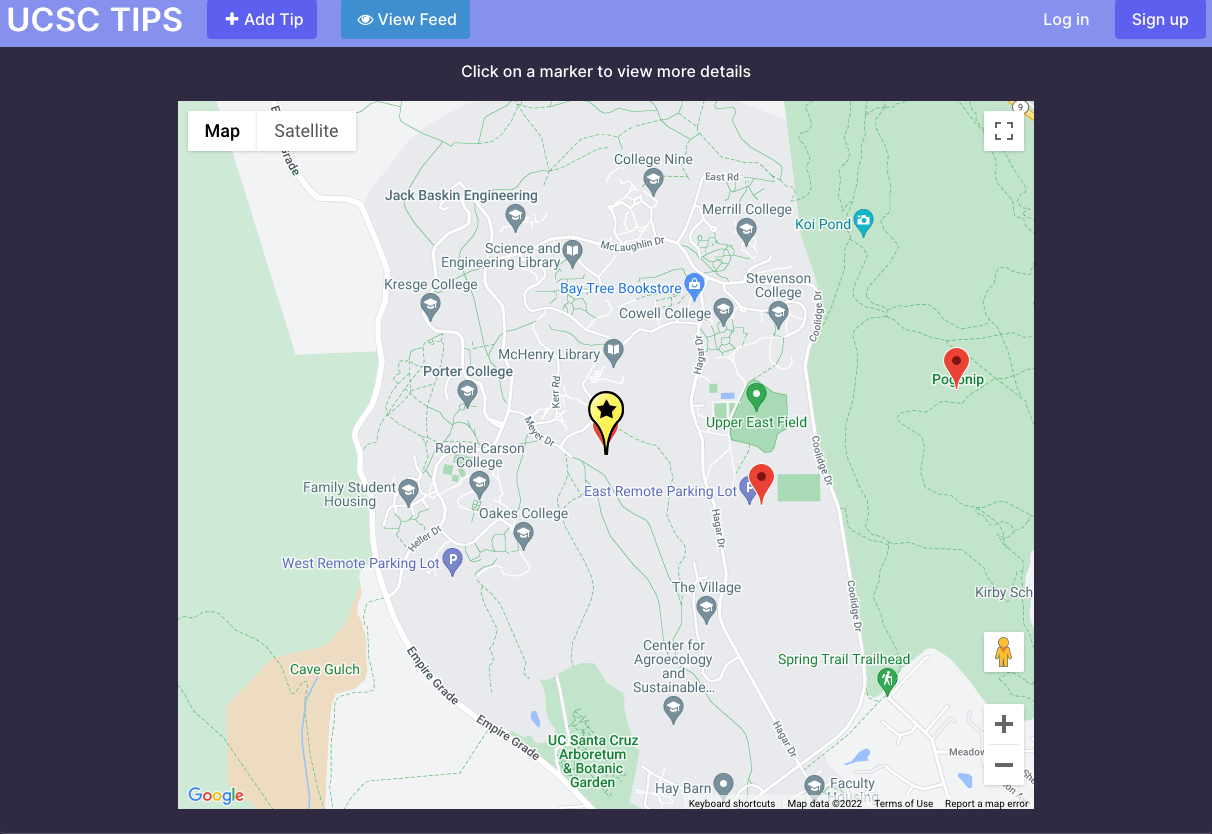 UCSC TIPS
Add Tip
View Feed
Log in
Sign up
Click on a marker to view more details
Map
Satellite
9
Grade
College Nine
East Rd
Jack Baskin Engineering
Merrill College
Koi Pond
McLaughlin Dr
Science and
Engineering Library
Kresge College
Bay Tree Bookstore
Stevenson
College
Cowell College
Coolidge Dr
McHenry Library
Hagar Dr
Porter College
Kerr Rd
Pogonip
Upper East Field
Meyer Dr
Rachel Carson
College
Coolidge Dr
Family Student
Housing
East Remote Parking Lot
P
Oakes College
Hagar Dr
Heller Dr
West Remote Parking Lot
P
The Village
Coolidge Dr
Kirby Sch
Center for
Agroecology
and
Sustainable...
Spring Trail Trailhead
Cave Gulch
Empire Grade
Empire Grade
UC Santa Cruz
Arboretum
& Botanic
Garden
Hagar Dr
Meadow
Hay Barn
Faculty
Housing
Google
Keyboard shortcuts
Map data ©2022
Terms of Use
Report a map error